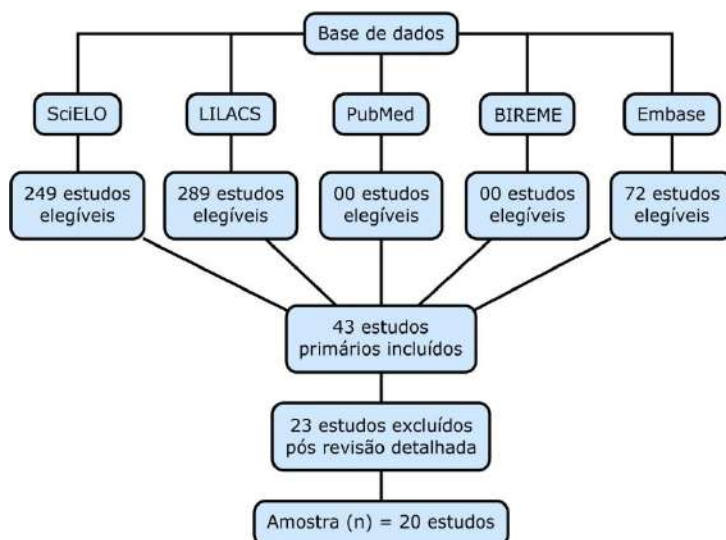 Base de dados
SciELO
LILACS
PubMed
BIREME
Embase
249 estudos
elegíveis
289 estudos
elegíveis
00 estudos
elegíveis
00 estudos
elegíveis
72 estudos
elegíveis
43 estudos
primários incluídos
23 estudos excluídos
pós revisão detalhada
Amostra (n) = 20 estudos